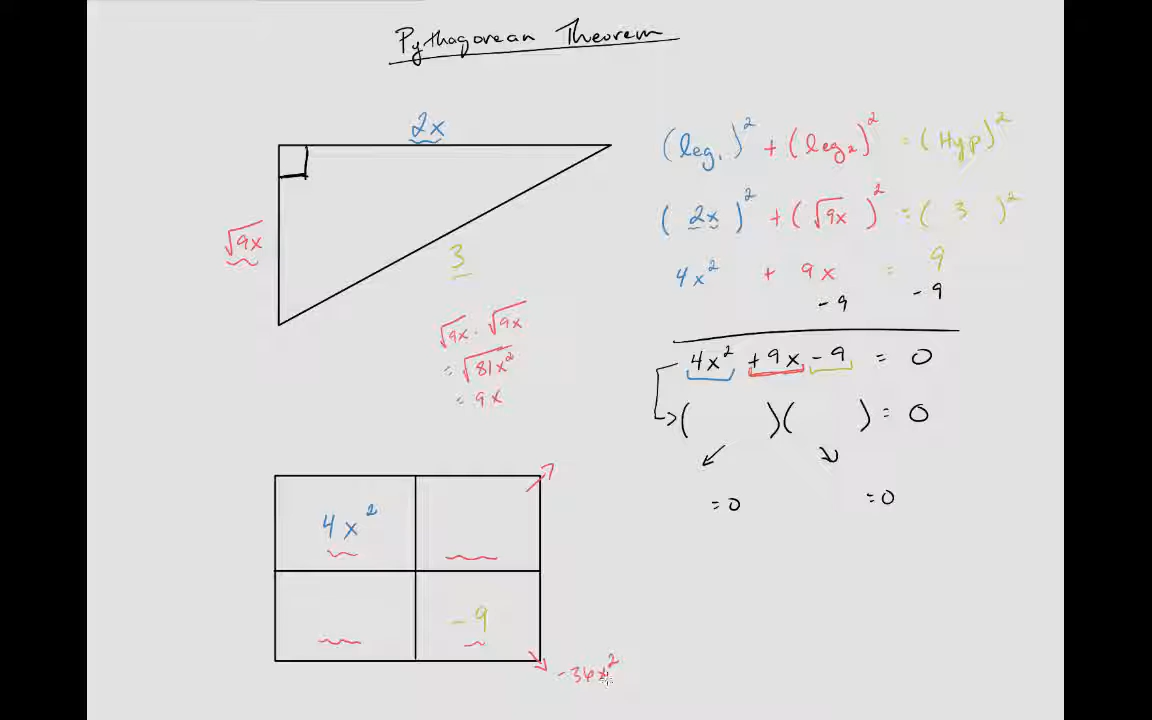 Pythagorean Theorem
2x
√9x
3
(leg₁)² + (leg₂)² = (Hyp)²
(2x)² + (√9x)² = (3)²
4x² + 9x = 9
-9 -9
4x² +9x -9 = 0
( )( ) = 0
=0 =0
√9x · √9x
= √81x²
= 9x
4x²
-9
-36x²